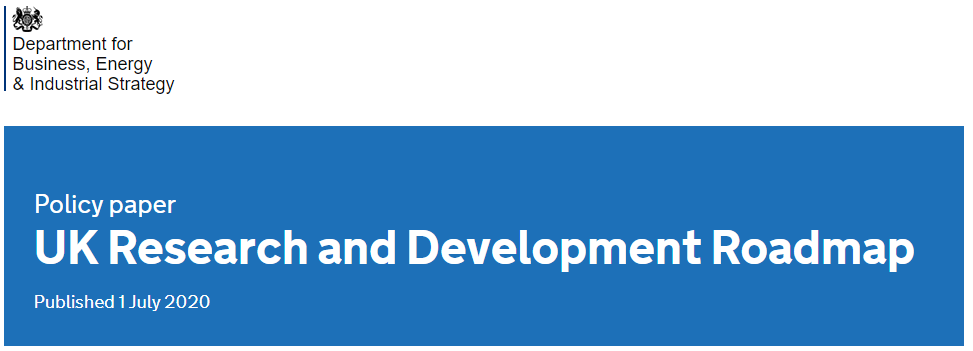 Department for
Business, Energy
& Industrial Strategy
Policy paper
UK Research and Development Roadmap
Published 1 July 2020